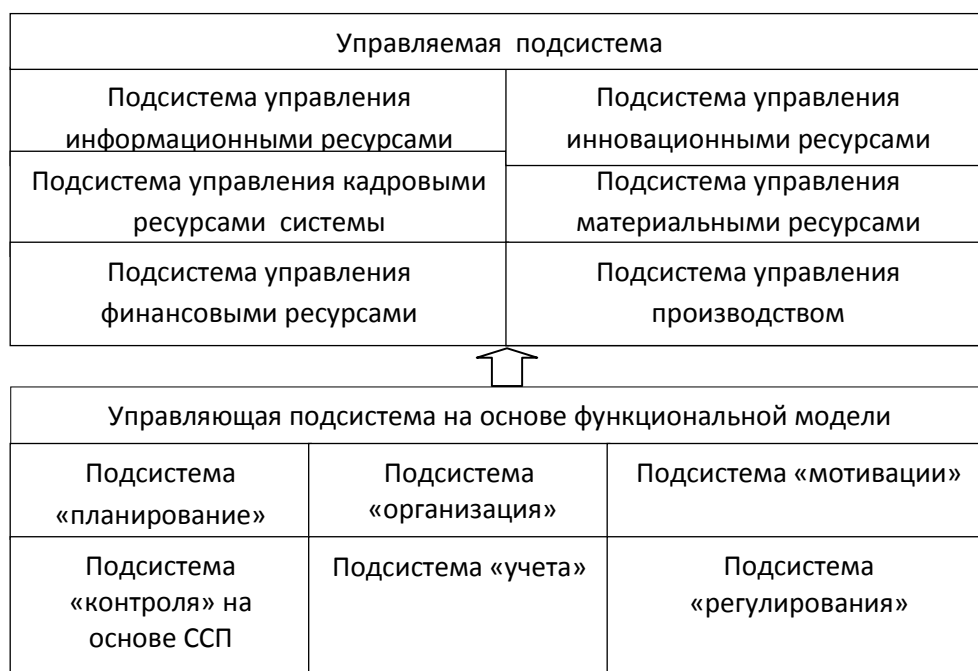 Управляемая подсистема
Подсистема управления
информационными ресурсами
Подсистема управления
инновационными ресурсами
Подсистема управления кадровыми
ресурсами системы
Подсистема управления
материальными ресурсами
Подсистема управления
финансовыми ресурсами
Подсистема управления
производством
Управляющая подсистема на основе функциональной модели
Подсистема
«планирование»
Подсистема
«организация»
Подсистема «мотивации»
Подсистема
«контроля» на
основе ССП
Подсистема «учета»
Подсистема
«регулирования»